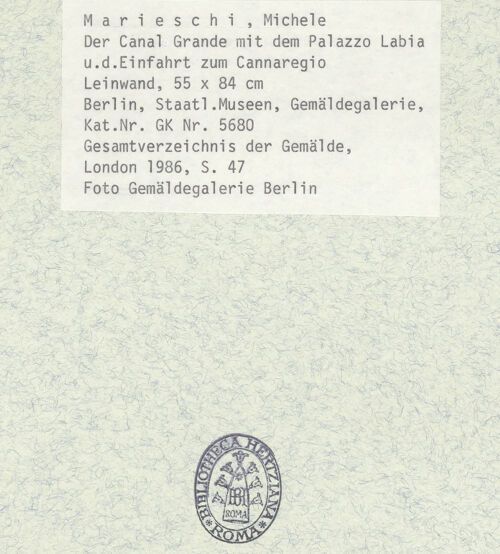 M a r i e s c h i , Michele
Der Canal Grande mit dem Palazzo Labia
u.d.Einfahrt zum Cannaregio
Leinwand, 55 x 84 cm
Berlin, Staatl.Museen, Gemäldegalerie,
Kat.Nr. GK Nr. 5680
Gesamtverzeichnis der Gemälde,
London 1986, S. 47
Foto Gemäldegalerie Berlin
BIBLIOTHECA HERTZIANA
ROMA
* ROMA *